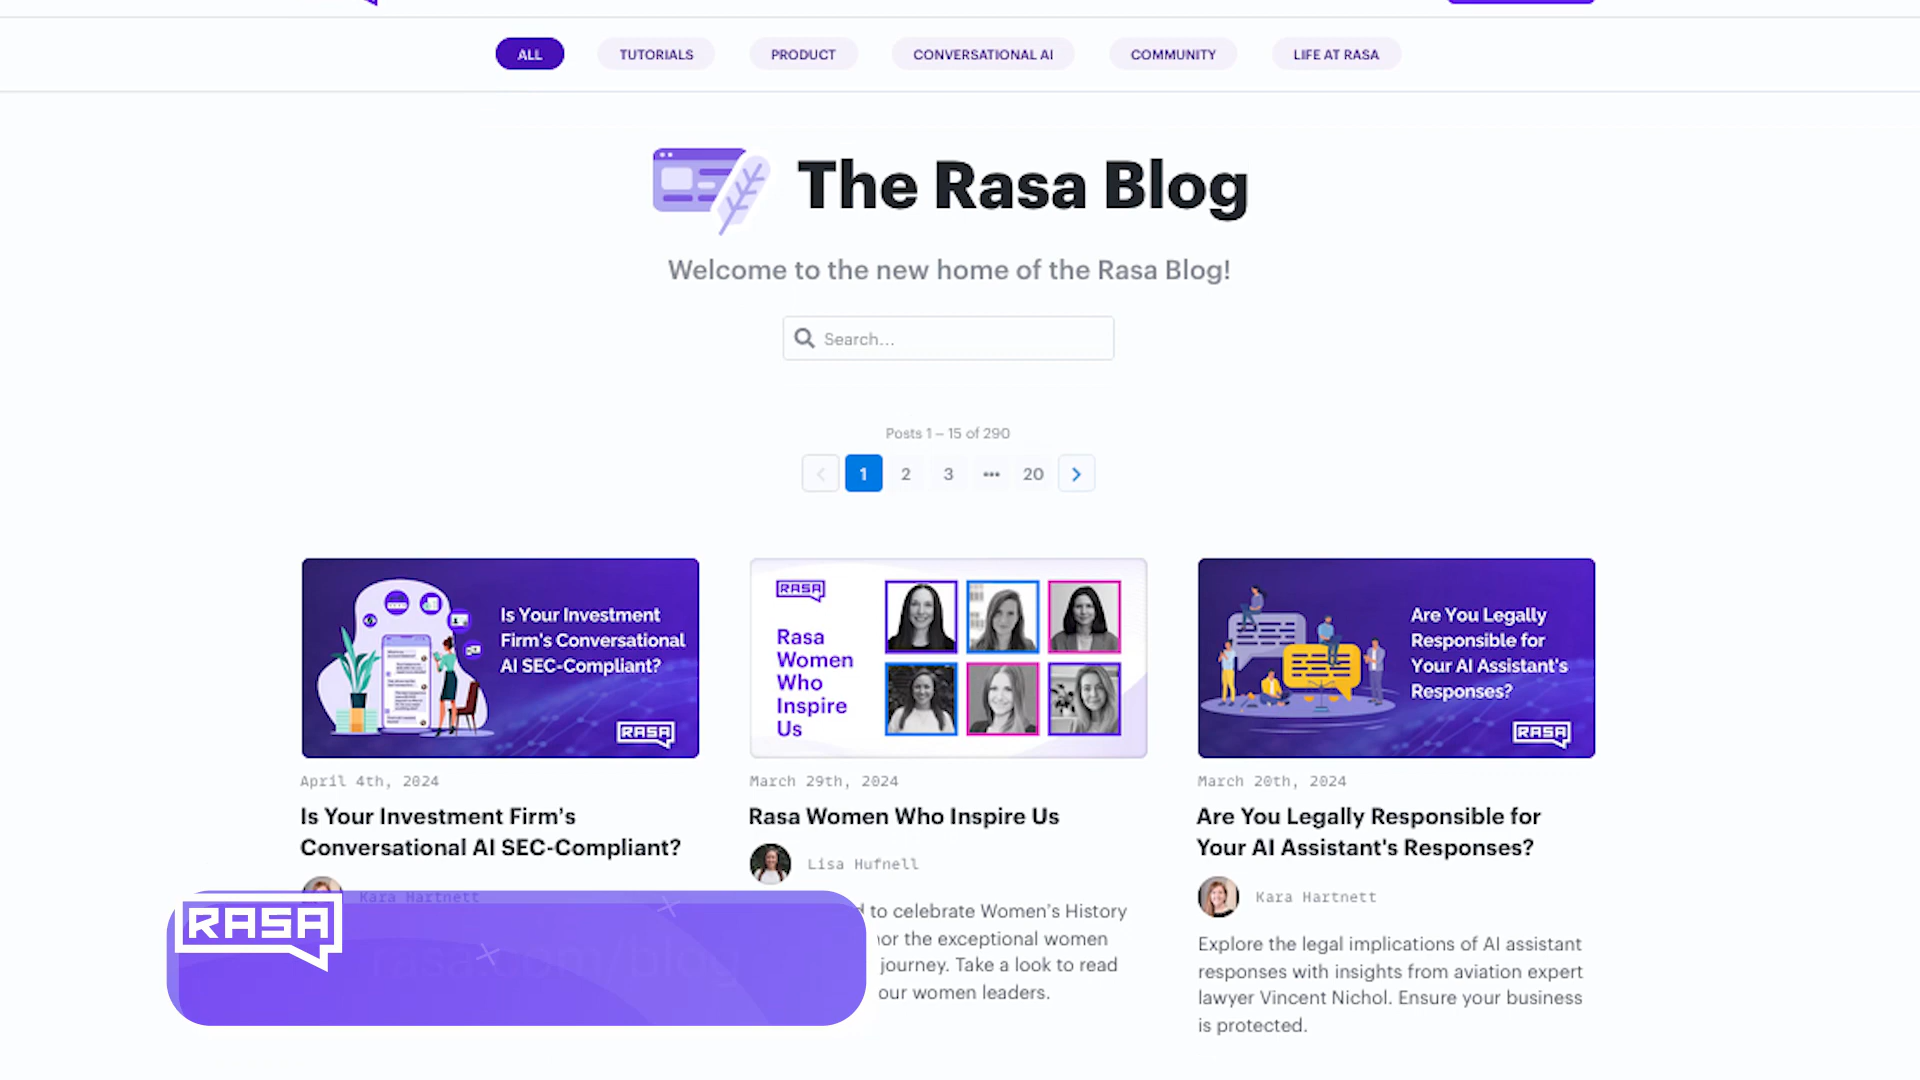 ALL TUTORIALS PRODUCT CONVERSATIONAL AI COMMUNITY LIFE AT RASA
The Rasa Blog
Welcome to the new home of the Rasa Blog!
Search...
Posts 1 – 15 of 290
1 2 3 ••• 20
Is Your Investment
Firm's Conversational
AI SEC-Compliant?
RASA
April 4th, 2024
Is Your Investment Firm's
Conversational AI SEC-Compliant?
Kara Hartnett
RASA
Rasa
Women
Who
Inspire
Us
March 29th, 2024
Rasa Women Who Inspire Us
Lisa Hufnell
to celebrate Women's History
the exceptional women
journey. Take a look to read
our women leaders.
Are You Legally
Responsible for
Your AI Assistant's
Responses?
RASA
March 20th, 2024
Are You Legally Responsible for
Your AI Assistant's Responses?
Kara Hartnett
Explore the legal implications of AI assistant
responses with insights from aviation expert
lawyer Vincent Nichol. Ensure your business
is protected.
RASA
rasa.com/blog